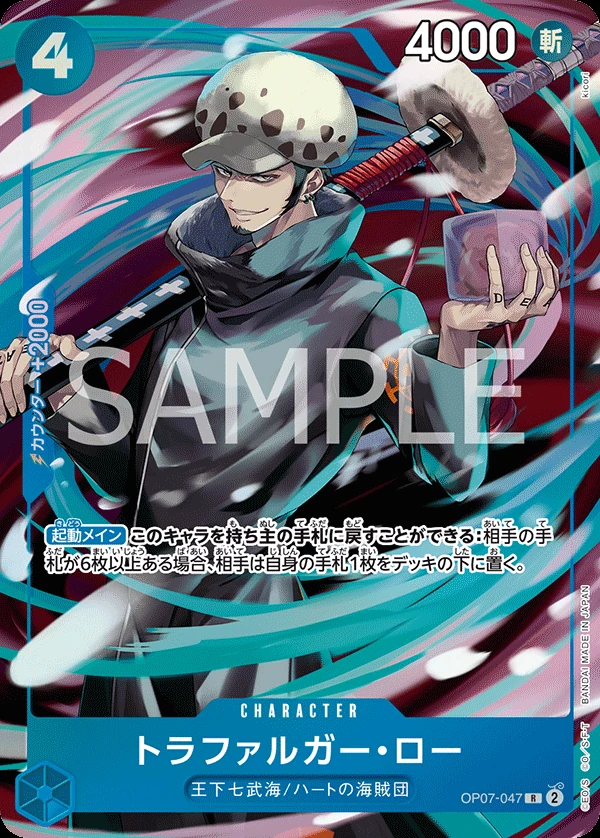 4
4000
斬
kicori
カウンター+2000
DEA
SAMPLE
起動メイン このキャラを持ち主の手札に戻すことができる：相手の手
札が6枚以上ある場合、相手は自身の手札1枚をデッキの下に置く。
CHARACTER
トラファルガー・ロー
王下七武海/ハートの海賊団
OP07-047 R 2
©E.O/S. ©O/S･F･T BANDAI MADE IN JAPAN